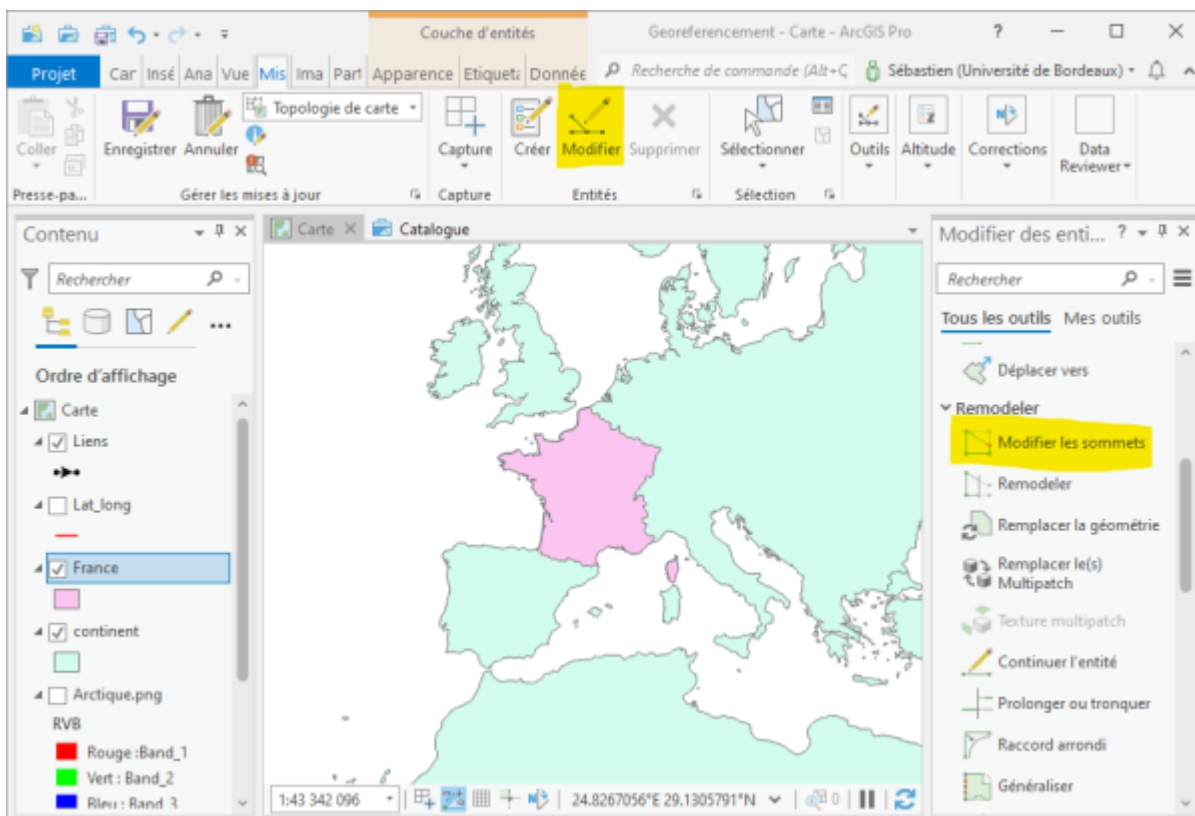 Couche d'entités
Georeferencement - Carte - ArcGIS Pro
Projet Car Insé Ana Vue Mis Ima Part Apparence Etiquet Donnée Recherche de commande (Alt+Q Sébastien (Université de Bordeaux)
Topologie de carte
Coller Enregistrer Annuler Capture Créer Modifier Supprimer Sélectionner Outils Altitude Corrections Data
Reviewer
Presse-pa... Gérer les mises à jour Capture Entités Sélection
Contenu
Rechercher
Ordre d'affichage
Carte
Liens
Lat_long
France
continent
Arctique.png
RVB
Rouge :Band_1
Vert : Band_2
Bleu : Band_3
Carte Catalogue
1:43 342 096 24.8267056°E 29.1305791°N 0
Modifier des enti...
Rechercher
Tous les outils Mes outils
Déplacer vers
Remodeler
Modifier les sommets
Remodeler
Remplacer la géométrie
Remplacer le(s)
Multipatch
Texture multipatch
Continuer l'entité
Prolonger ou tronquer
Raccord arrondi
Généraliser